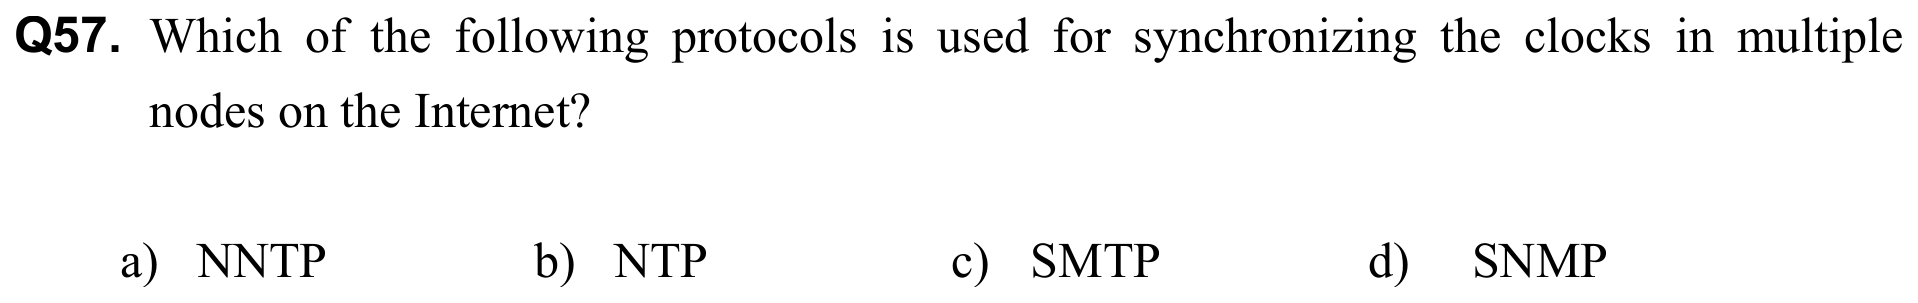 Q57. Which of the following protocols is used for synchronizing the clocks in multiple
nodes on the Internet?
a) NNTP b) NTP c) SMTP d) SNMP